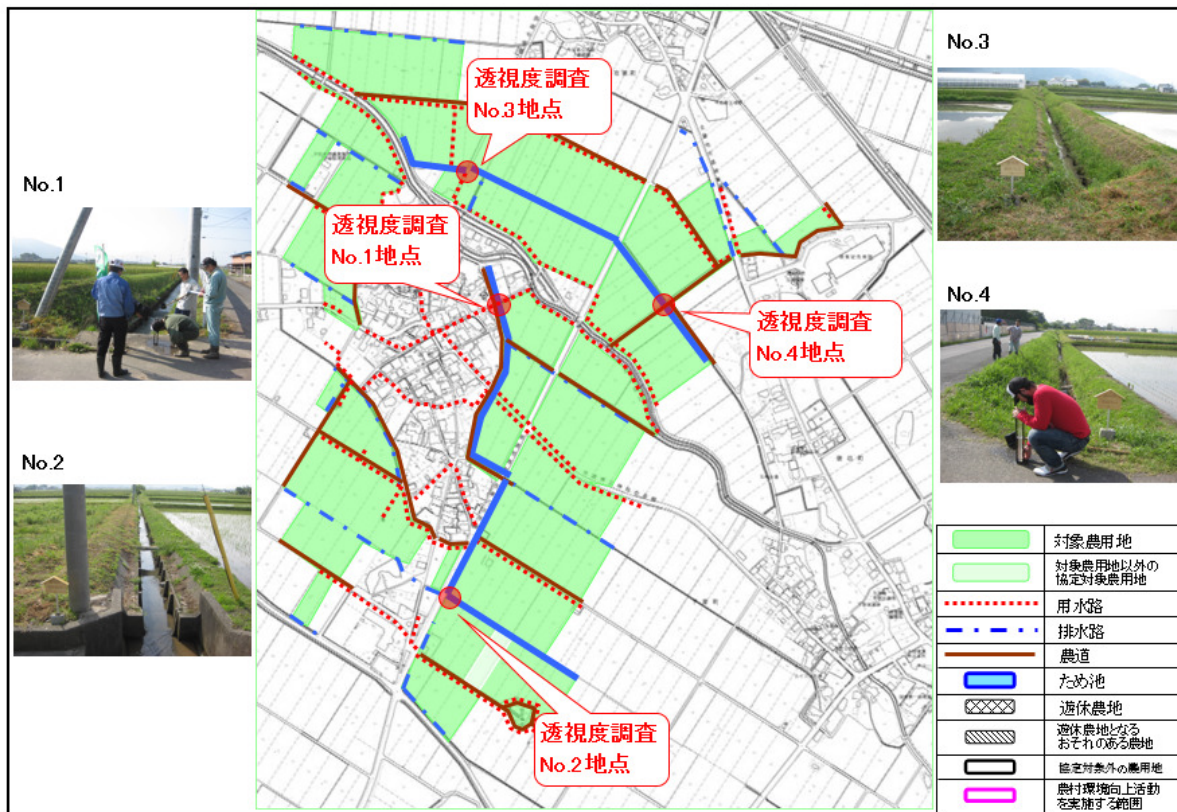 No.1
No.2
透視度調査
No.3地点
透視度調査
No.1地点
透視度調査
No.4地点
透視度調査
No.2地点
No.3
No.4
対象農用地
対象農用地以外の
協定対象農用地
用水路
排水路
農道
ため池
遊休農地
遊休農地となる
おそれのある農地
協定対象外の農用地
農村環境向上活動
を実施する範囲